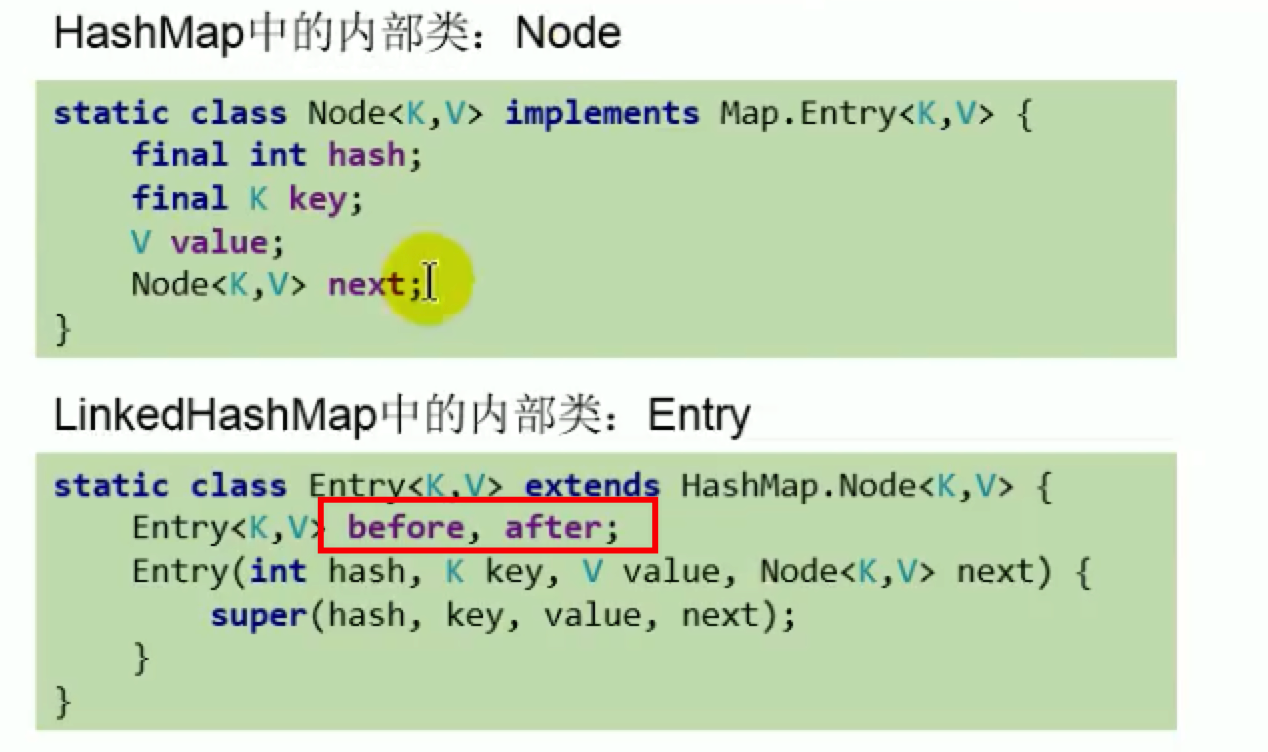 HashMap中的内部类：Node
static class Node<K,V> implements Map.Entry<K,V> {
final int hash;
final K key;
V value;
Node<K,V> next;
}
LinkedHashMap中的内部类：Entry
static class Entry<K,V> extends HashMap.Node<K,V> {
Entry<K,V> before, after;
Entry(int hash, K key, V value, Node<K,V> next) {
super(hash, key, value, next);
}
}